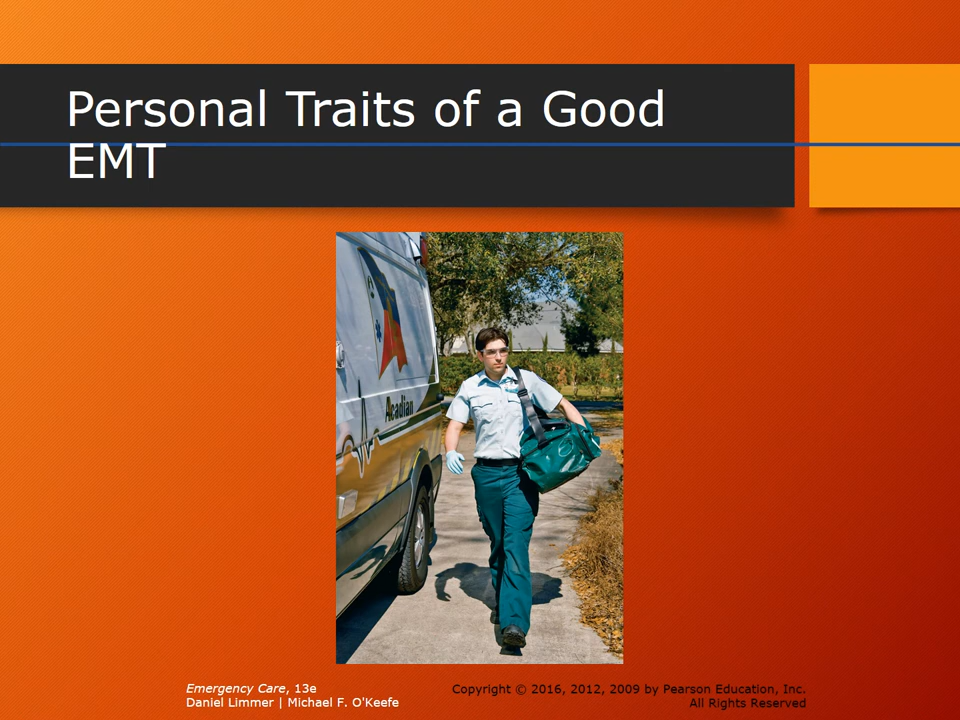 Personal Traits of a Good
EMT
Acadian
Emergency Care, 13e
Daniel Limmer | Michael F. O'Keefe
Copyright © 2016, 2012, 2009 by Pearson Education, Inc.
All Rights Reserved